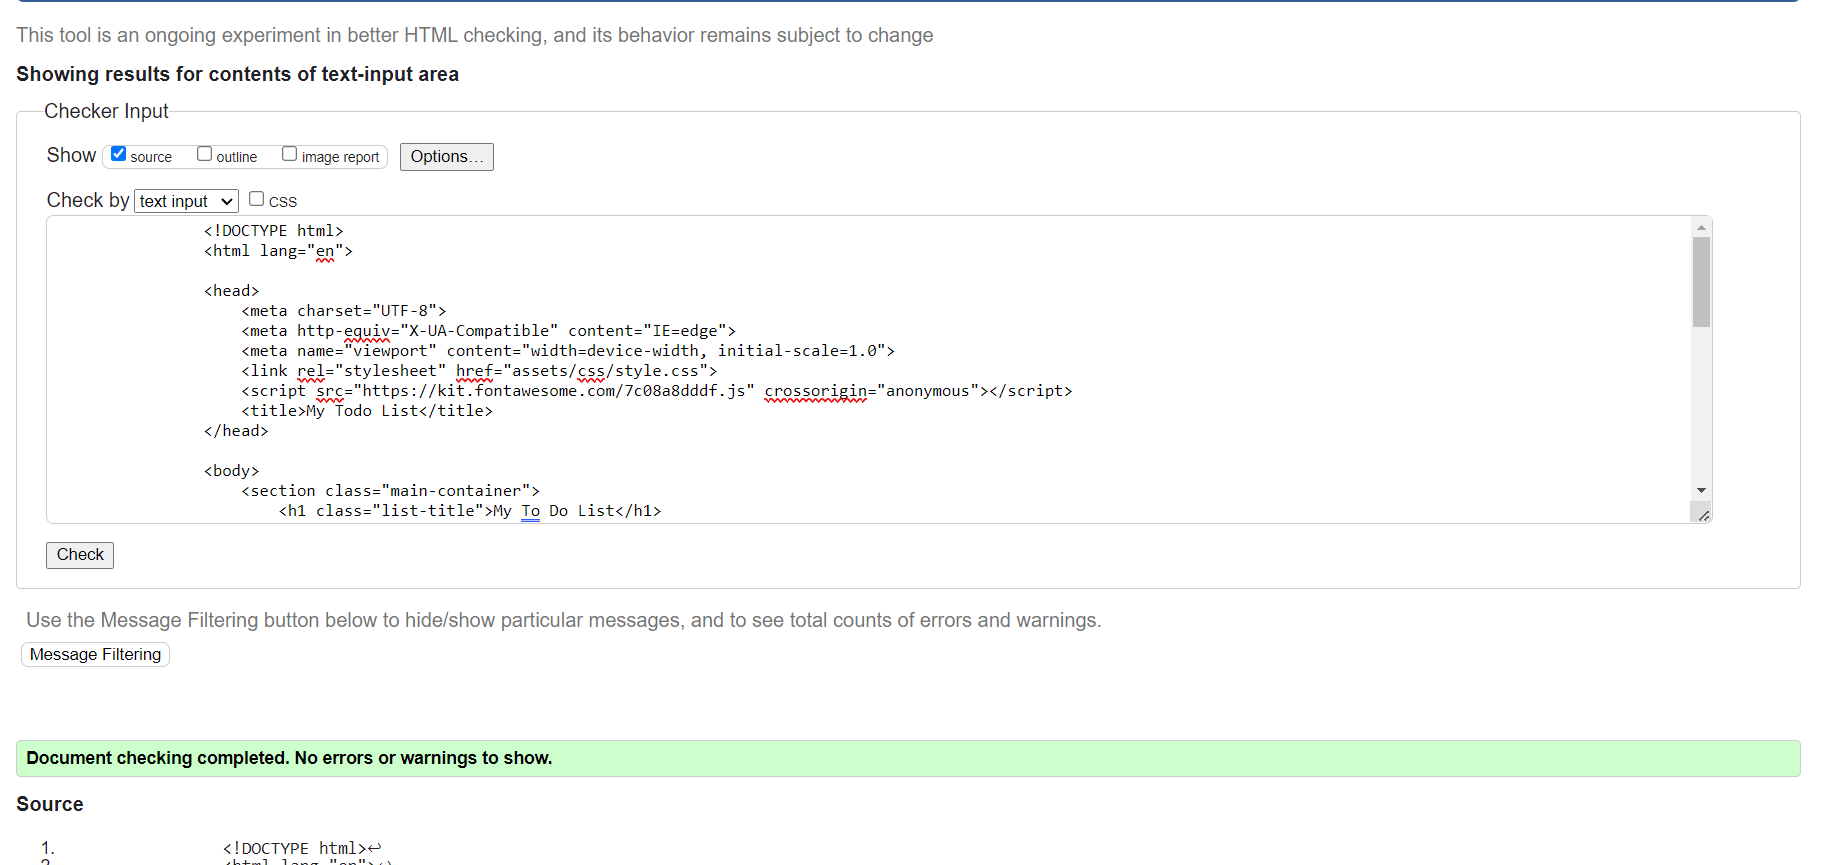 This tool is an ongoing experiment in better HTML checking, and its behavior remains subject to change
Showing results for contents of text-input area
Checker Input
Show source outline image report Options...
Check by text input CSS
<!DOCTYPE html>
<html lang="en">
<head>
<meta charset="UTF-8">
<meta http-equiv="X-UA-Compatible" content="IE=edge">
<meta name="viewport" content="width=device-width, initial-scale=1.0">
<link rel="stylesheet" href="assets/css/style.css">
<script src="https://kit.fontawesome.com/7c08a8dddf.js" crossorigin="anonymous"></script>
<title>My Todo List</title>
</head>
<body>
<section class="main-container">
<h1 class="list-title">My To Do List</h1>
Check
Use the Message Filtering button below to hide/show particular messages, and to see total counts of errors and warnings.
Message Filtering
Document checking completed. No errors or warnings to show.
Source
1. <!DOCTYPE html>↩
2. <html lang="en">↩